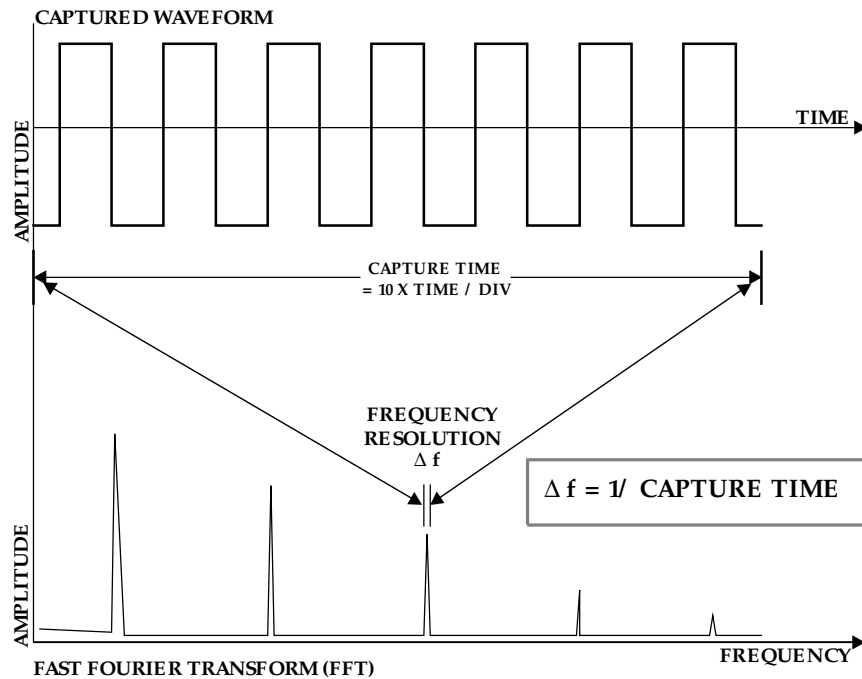 CAPTURED WAVEFORM
TIME
AMPLITUDE
CAPTURE TIME
= 10 X TIME / DIV
FREQUENCY
RESOLUTION
Δ f
Δ f = 1/ CAPTURE TIME
AMPLITUDE
FREQUENCY
FAST FOURIER TRANSFORM (FFT)